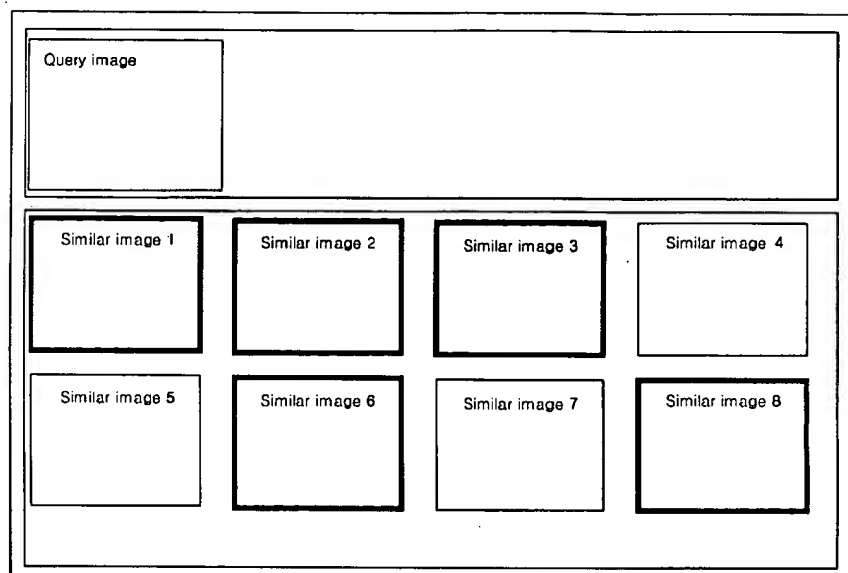 Query image
Similar image 1
Similar image 2
Similar image 3
Similar image 4
Similar image 5
Similar image 6
Similar image 7
Similar image 8